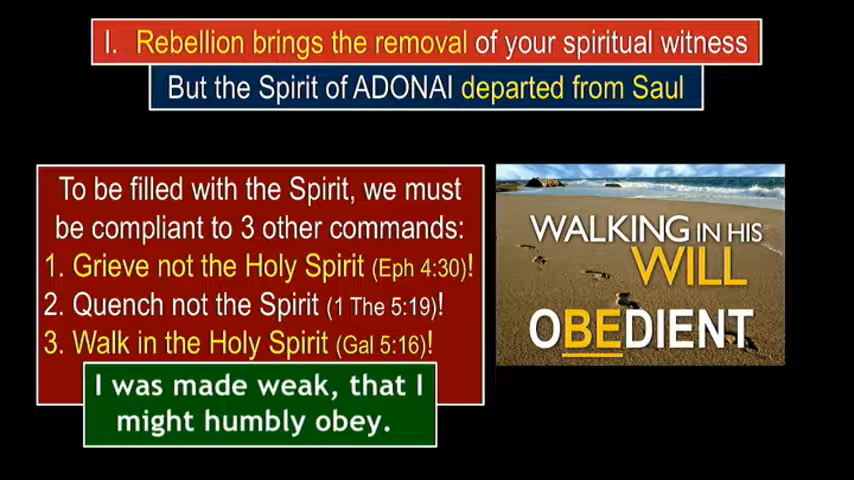 I. Rebellion brings the removal of your spiritual witness
But the Spirit of ADONAI departed from Saul
To be filled with the Spirit, we must
be compliant to 3 other commands:
1. Grieve not the Holy Spirit (Eph 4:30)!
2. Quench not the Spirit (1 The 5:19)!
3. Walk in the Holy Spirit (Gal 5:16)!
I was made weak, that I
might humbly obey.
WALKING IN HIS
WILL
OBEDIENT